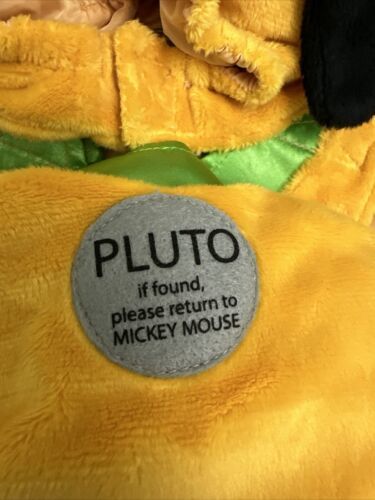 PLUTO
if found,
please return to
MICKEY MOUSE